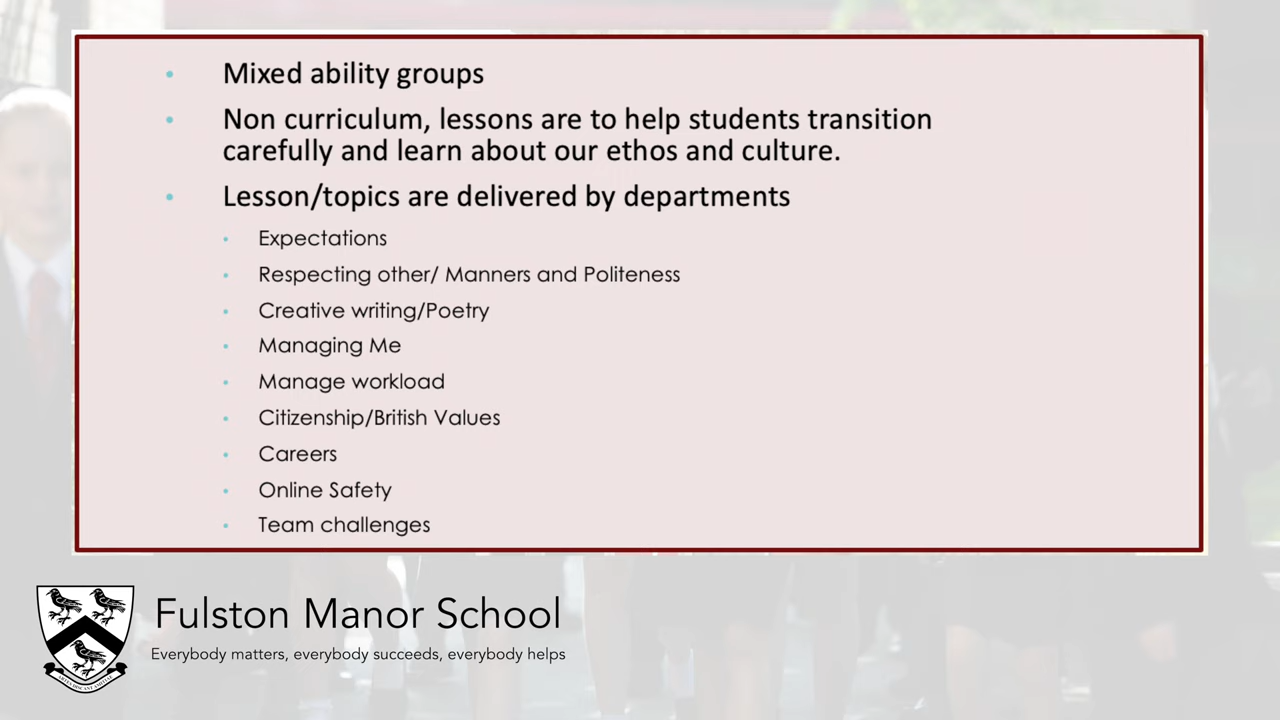 Mixed ability groups
Non curriculum, lessons are to help students transition
carefully and learn about our ethos and culture.
Lesson/topics are delivered by departments
Expectations
Respecting other/ Manners and Politeness
Creative writing/Poetry
Managing Me
Manage workload
Citizenship/British Values
Careers
Online Safety
Team challenges
Fulston Manor School
Everybody matters, everybody succeeds, everybody helps